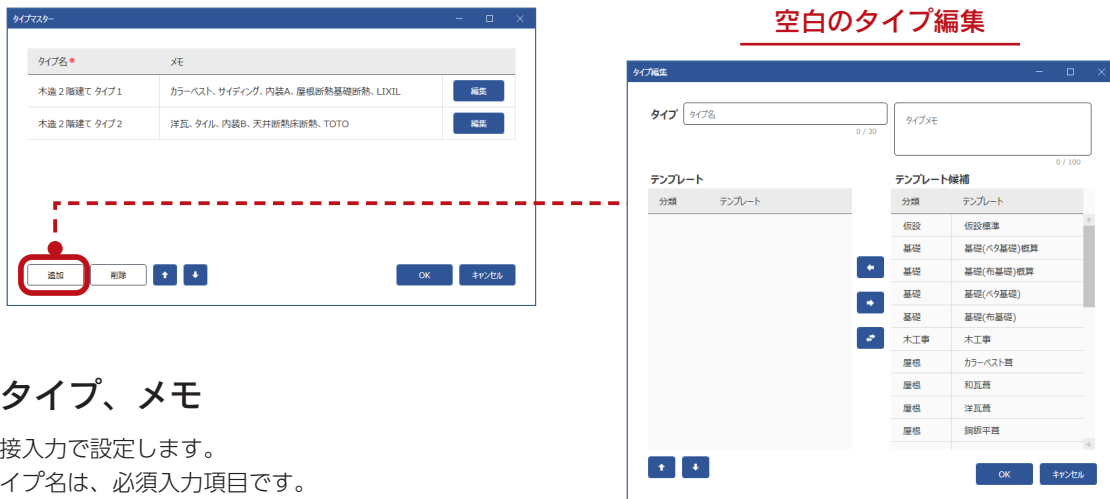 タイプマスター
タイプ名* メモ
木造2階建て タイプ1 カラーベスト、サイディング、内装A、屋根断熱基礎断熱、LIXIL 編集
木造2階建て タイプ2 洋瓦、タイル、内装B、天井断熱床断熱、TOTO 編集
追加 削除 OK キャンセル
空白のタイプ編集
タイプ編集
タイプ タイプ名 タイプメモ
0 / 30
0 / 100
テンプレート テンプレート候補
分類 テンプレート 分類 テンプレート
仮設 仮設標準
基礎 基礎(ベタ基礎)概算
基礎 基礎(布基礎)概算
基礎 基礎(ベタ基礎)
基礎 基礎(布基礎)
木工事 木工事
屋根 カラーベスト葺
屋根 和瓦葺
屋根 洋瓦葺
屋根 銅鈑平葺
OK キャンセル
タイプ、メモ
接入力で設定します。
イプ名は、必須入力項目です。